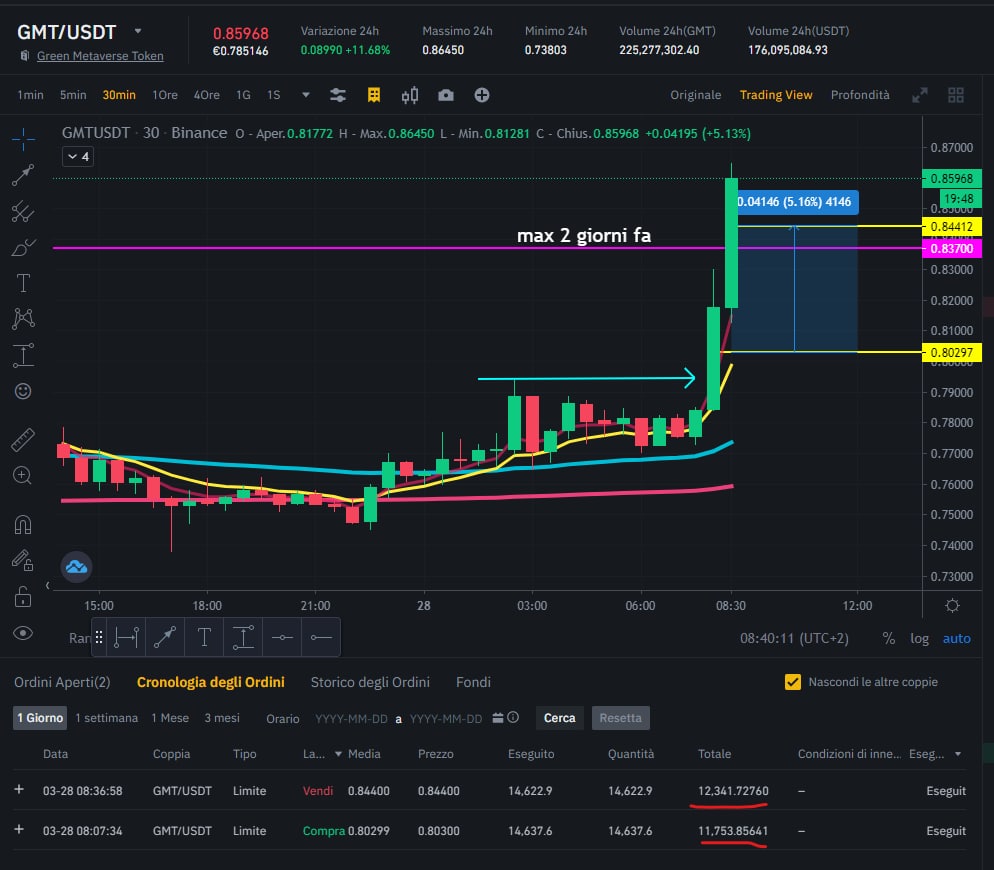 GMT/USDT
Green Metaverse Token
0.85968
€0.785146
Variazione 24h
0.08990 +11.68%
Massimo 24h
0.86450
Minimo 24h
0.73803
Volume 24h(GMT)
225,277,302.40
Volume 24h(USDT)
176,095,084.93
1min 5min 30min 1Ore 4Ore 1G 1S
Originale Trading View Profondità
GMTUSDT · 30 · Binance O - Aper.0.81772 H - Max.0.86450 L - Min.0.81281 C - Chius.0.85968 +0.04195 (+5.13%)
4
0.87000
0.85968
19:48
0.04146 (5.16%) 4146
0.85000
0.84412
max 2 giorni fa
0.83700
0.83000
0.82000
0.81000
0.80297
0.79000
0.78000
0.77000
0.76000
0.75000
0.74000
0.73000
15:00 18:00 21:00 28 03:00 06:00 08:30 12:00
Ran
T
08:40:11 (UTC+2) % log auto
Ordini Aperti(2) Cronologia degli Ordini Storico degli Ordini Fondi
Nascondi le altre coppie
1 Giorno 1 settimana 1 Mese 3 mesi Orario YYYY-MM-DD a YYYY-MM-DD Cerca Resetta
Data Coppia Tipo La... Media Prezzo Eseguito Quantità Totale Condizioni di inne... Eseg...
+ 03-28 08:36:58 GMT/USDT Limite Vendi 0.84400 0.84400 14,622.9 14,622.9 12,341.72760 – Eseguit
+ 03-28 08:07:34 GMT/USDT Limite Compra 0.80299 0.80300 14,637.6 14,637.6 11,753.85641 – Eseguit